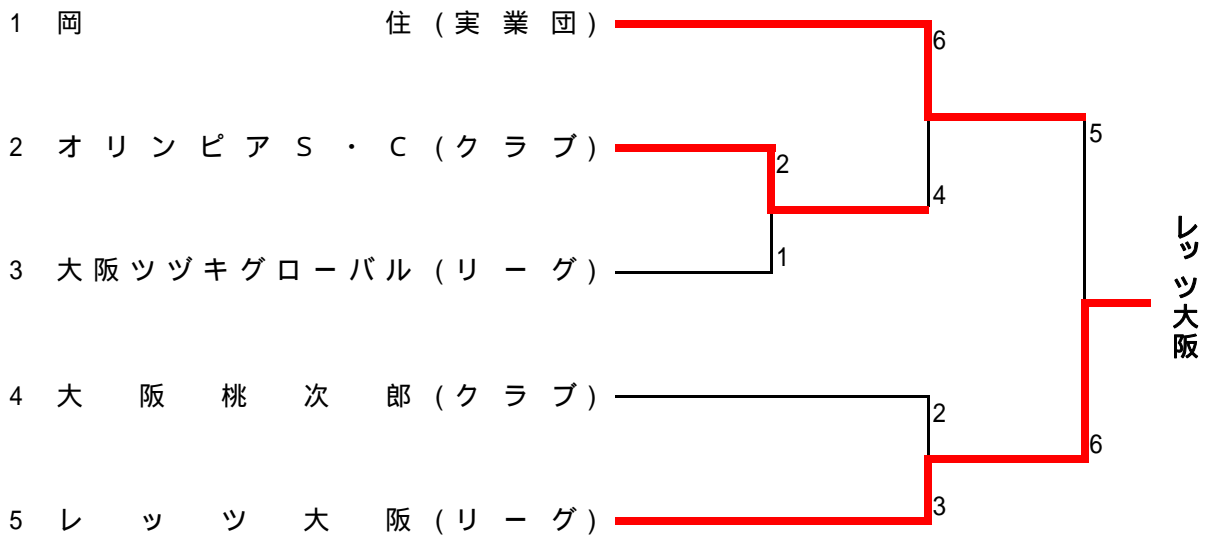 1 岡住(実業団)
6
2 オリンピアS・C(クラブ)
2
5
4
3 大阪ツヅキグローバル(リーグ)
1
レッツ大阪
4 大阪桃次郎(クラブ)
2
6
5 レッツ大阪(リーグ)
3